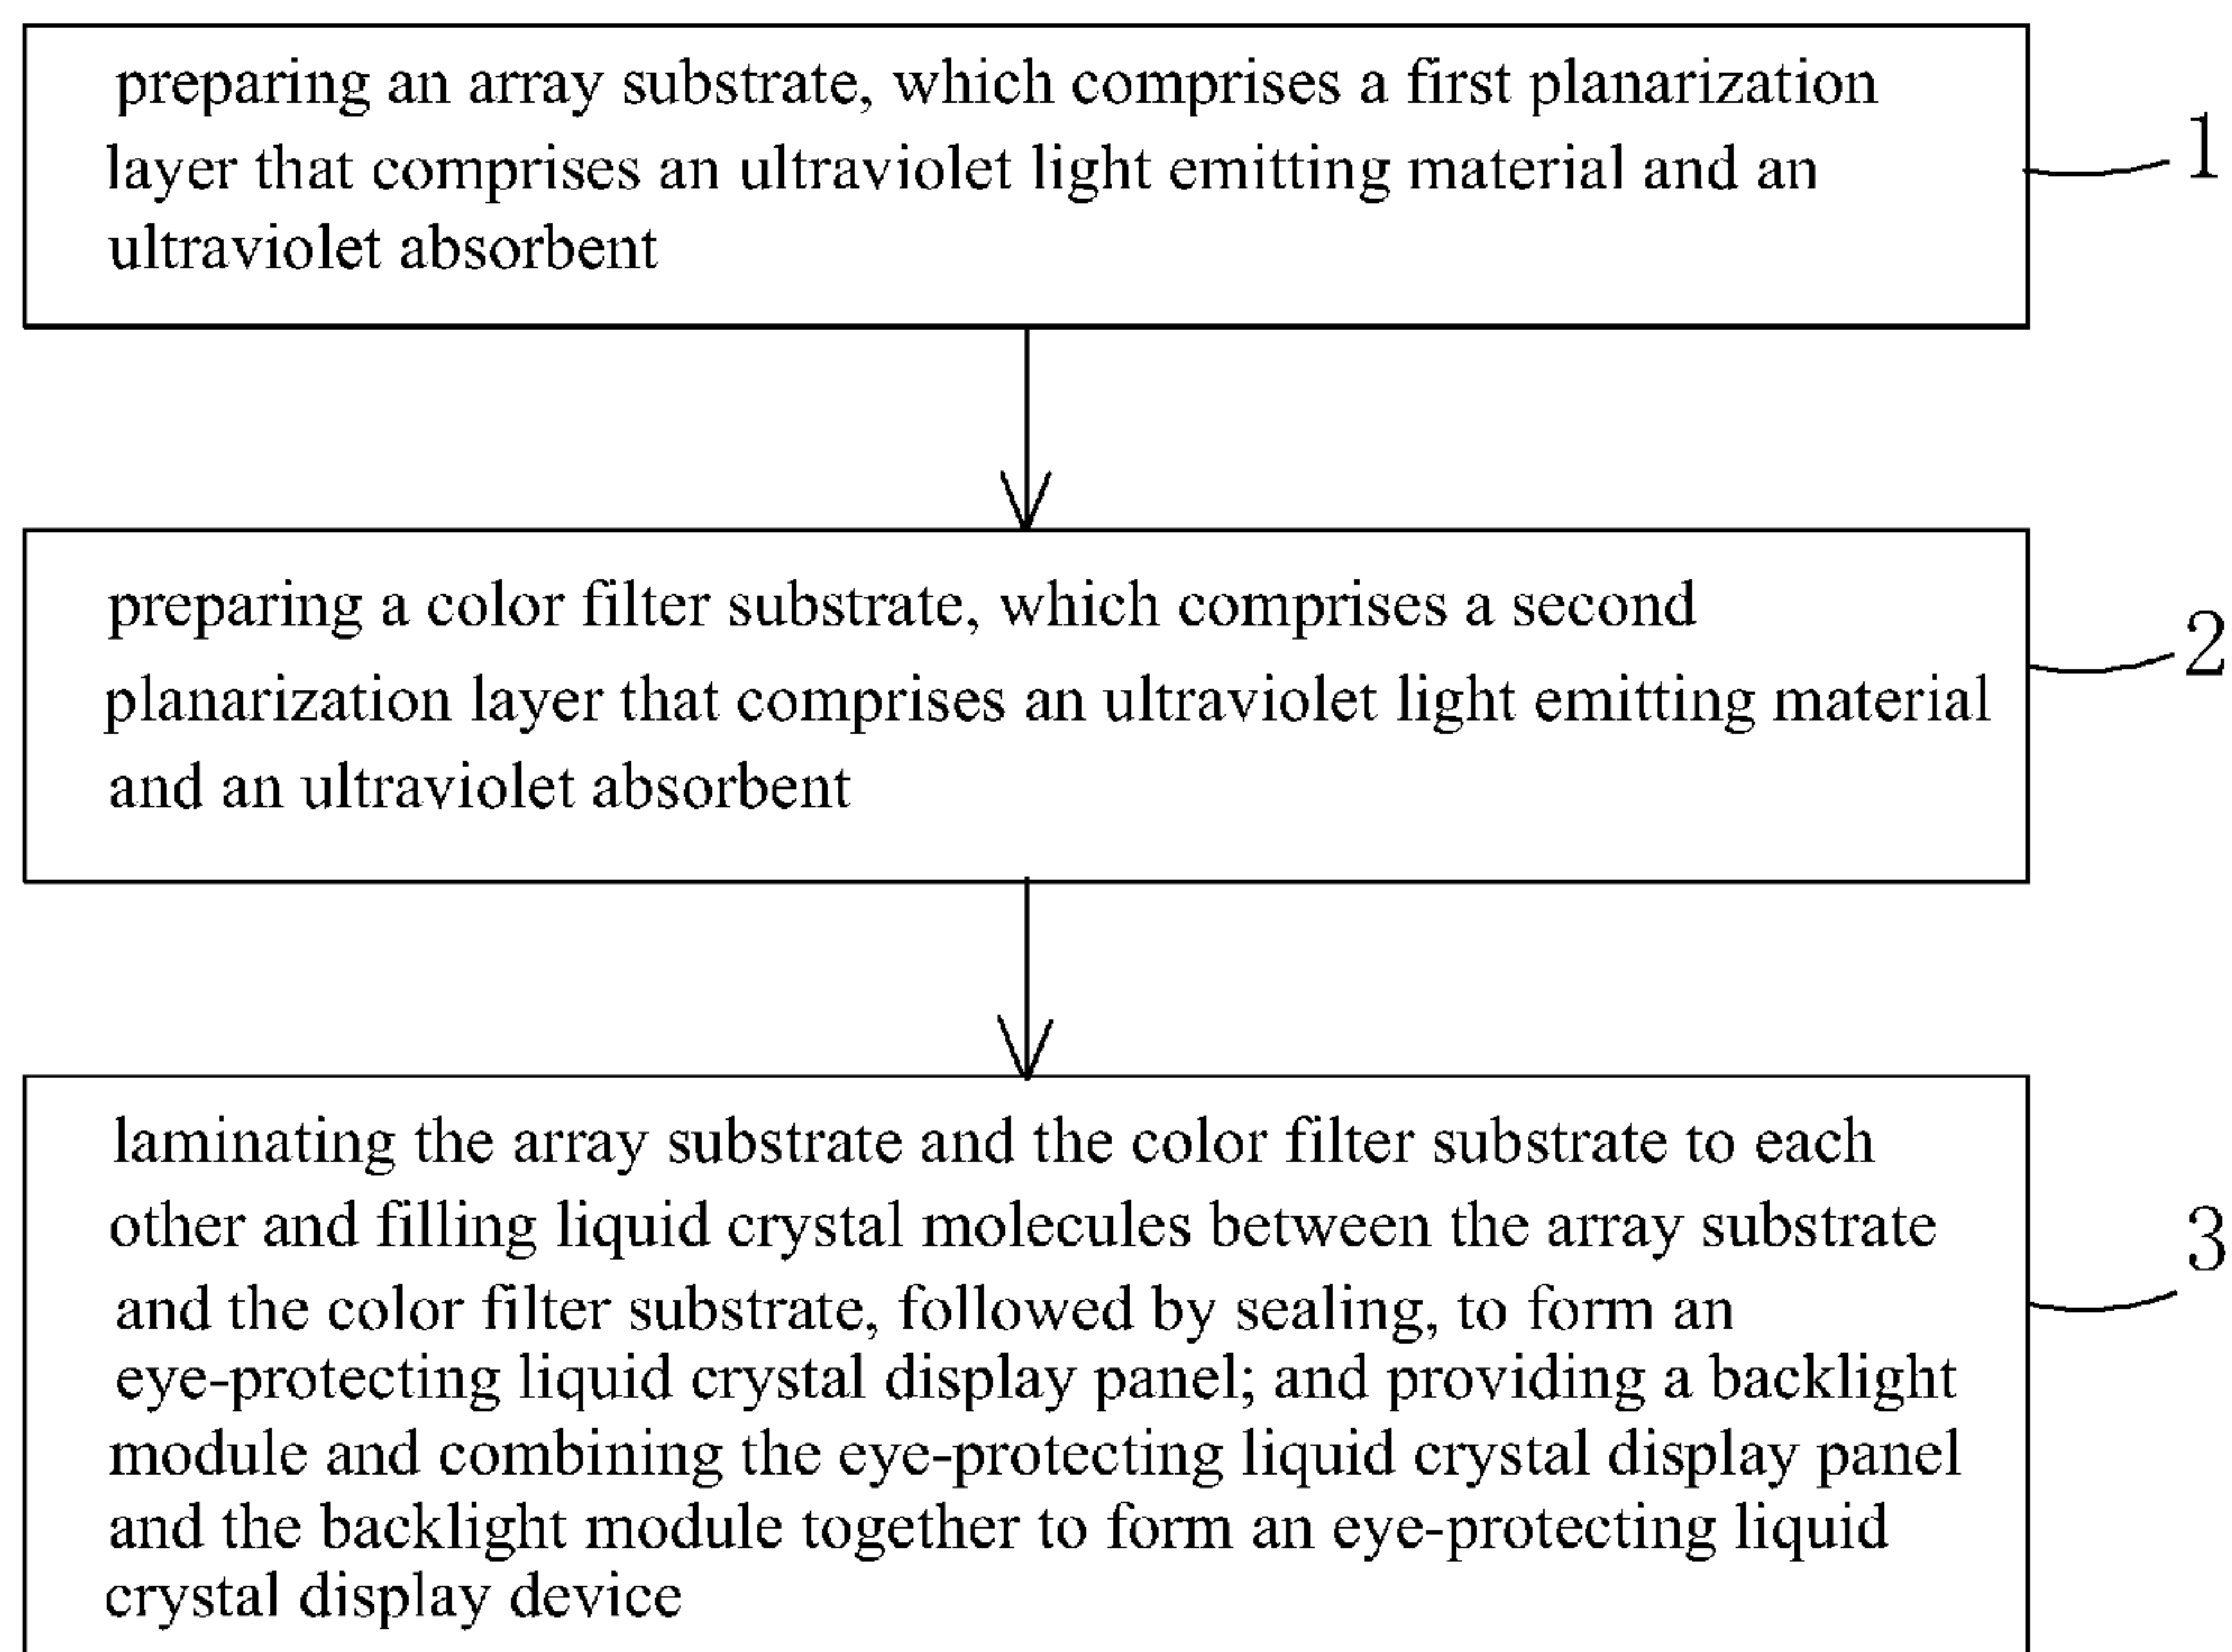 preparing an array substrate, which comprises a first planarization
layer that comprises an ultraviolet light emitting material and an
ultraviolet absorbent
1
preparing a color filter substrate, which comprises a second
planarization layer that comprises an ultraviolet light emitting material
and an ultraviolet absorbent
2
laminating the array substrate and the color filter substrate to each
other and filling liquid crystal molecules between the array substrate
and the color filter substrate, followed by sealing, to form an
eye-protecting liquid crystal display panel; and providing a backlight
module and combining the eye-protecting liquid crystal display panel
and the backlight module together to form an eye-protecting liquid
crystal display device
3